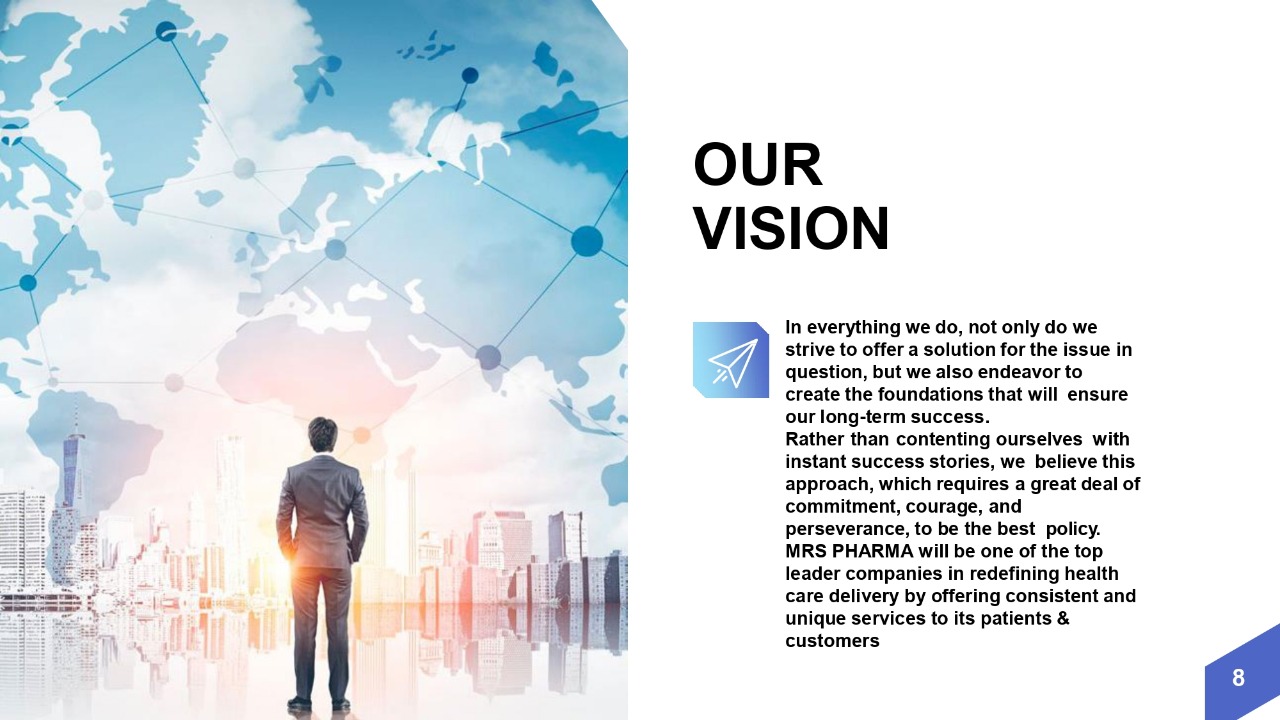 OUR
VISION
In everything we do, not only do we
strive to offer a solution for the issue in
question, but we also endeavor to
create the foundations that will  ensure
our long-term success.
Rather than contenting ourselves  with
instant success stories, we  believe this
approach, which requires a great deal of
commitment, courage, and
perseverance, to be the best  policy.
MRS PHARMA will be one of the top
leader companies in redefining health
care delivery by offering consistent and
unique services to its patients &
customers
8